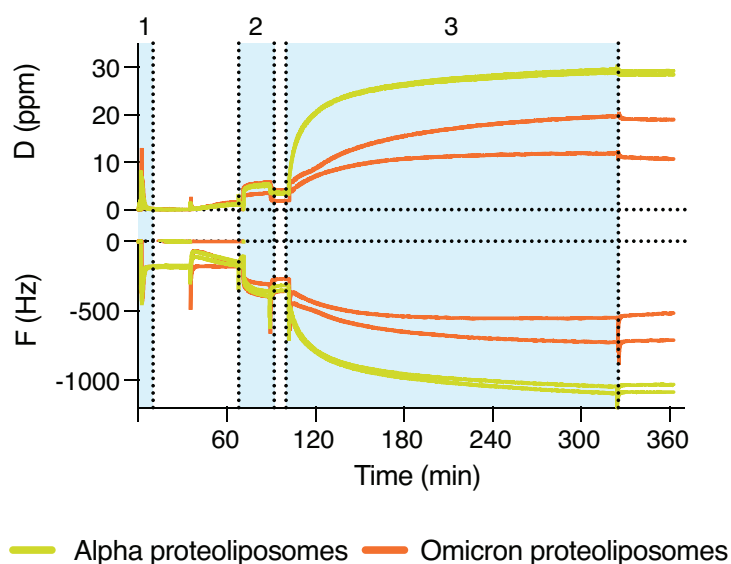 1 2 3
D (ppm)
30
20
10
0
F (Hz)
0
-500
-1000
60 120 180 240 300 360
Time (min)
Alpha proteoliposomes Omicron proteoliposomes